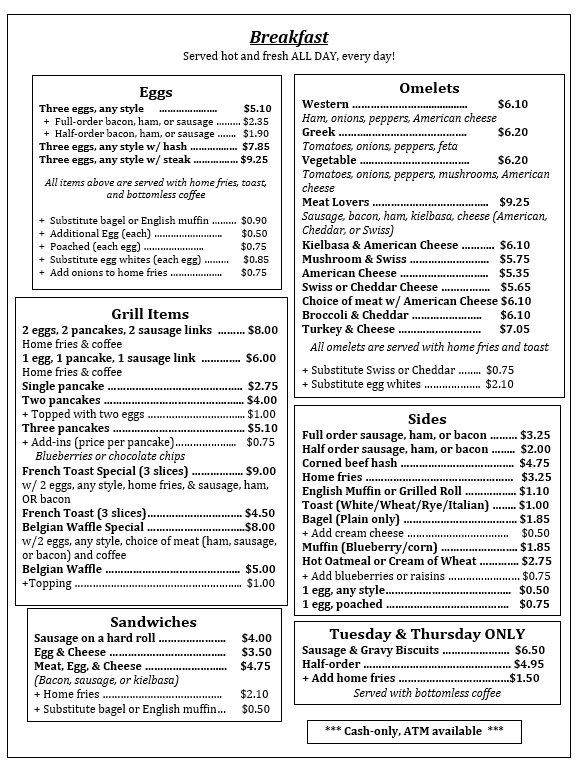 Breakfast
Served hot and fresh ALL DAY, every day!
Eggs
Three eggs, any style ................... $5.10
+ Full-order bacon, ham, or sausage ......... $2.35
+ Half-order bacon, ham, or sausage ....... $1.90
Three eggs, any style w/ hash ............ $7.85
Three eggs, any style w/ steak ............... $9.25
All items above are served with home fries, toast,
and bottomless coffee
+ Substitute bagel or English muffin ......... $0.90
+ Additional Egg (each) ......................... $0.50
+ Poached (each egg) ...................... $0.75
+ Substitute egg whites (each egg) ......... $0.85
+ Add onions to home fries ................... $0.75
Grill Items
2 eggs, 2 pancakes, 2 sausage links ......... $8.00
Home fries & coffee
1 egg, 1 pancake, 1 sausage link ............. $6.00
Home fries & coffee
Single pancake ............................................. $2.75
Two pancakes ............................................... $4.00
+ Topped with two eggs ................................ $1.00
Three pancakes ............................................ $5.10
+ Add-ins (price per pancake).................... $0.75
Blueberries or chocolate chips
French Toast Special (3 slices) ................... $9.00
w/ 2 eggs, any style, home fries, & sausage, ham,
OR bacon
French Toast (3 slices)................................ $4.50
Belgian Waffle Special ................................$8.00
w/2 eggs, any style, choice of meat (ham, sausage,
or bacon) and coffee
Belgian Waffle ............................................ $5.00
+Topping ...................................................... $1.00
Sandwiches
Sausage on a hard roll ...................... $4.00
Egg & Cheese ..................................... $3.50
Meat, Egg, & Cheese ........................... $4.75
(Bacon, sausage, or kielbasa)
+ Home fries ........................................ $2.10
+ Substitute bagel or English muffin... $0.50
Omelets
Western ...................................... $6.10
Ham, onions, peppers, American cheese
Greek .......................................... $6.20
Tomatoes, onions, peppers, feta
Vegetable .................................... $6.20
Tomatoes, onions, peppers, mushrooms, American
cheese
Meat Lovers ................................ $9.25
Sausage, bacon, ham, kielbasa, cheese (American,
Cheddar, or Swiss)
Kielbasa & American Cheese ........... $6.10
Mushroom & Swiss ........................ $5.75
American Cheese ........................... $5.35
Swiss or Cheddar Cheese ............... $5.65
Choice of meat w/ American Cheese $6.10
Broccoli & Cheddar ....................... $6.10
Turkey & Cheese ........................... $7.05
All omelets are served with home fries and toast
+ Substitute Swiss or Cheddar ........ $0.75
+ Substitute egg whites .................... $2.10
Sides
Full order sausage, ham, or bacon ......... $3.25
Half order sausage, ham, or bacon ........ $2.00
Corned beef hash ...................................... $4.75
Home fries ................................................ $3.25
English Muffin or Grilled Roll .................. $1.10
Toast (White/Wheat/Rye/Italian) ....... $1.00
Bagel (Plain only) ..................................... $1.85
+ Add cream cheese ................................. $0.50
Muffin (Blueberry/corn) .......................... $1.85
Hot Oatmeal or Cream of Wheat ............ $2.75
+ Add blueberries or raisins ..................... $0.75
1 egg, any style......................................... $0.50
1 egg, poached ......................................... $0.75
Tuesday & Thursday ONLY
Sausage & Gravy Biscuits ..................... $6.50
Half-order ............................................... $4.95
+ Add home fries ...................................$1.50
Served with bottomless coffee
*** Cash-only, ATM available ***